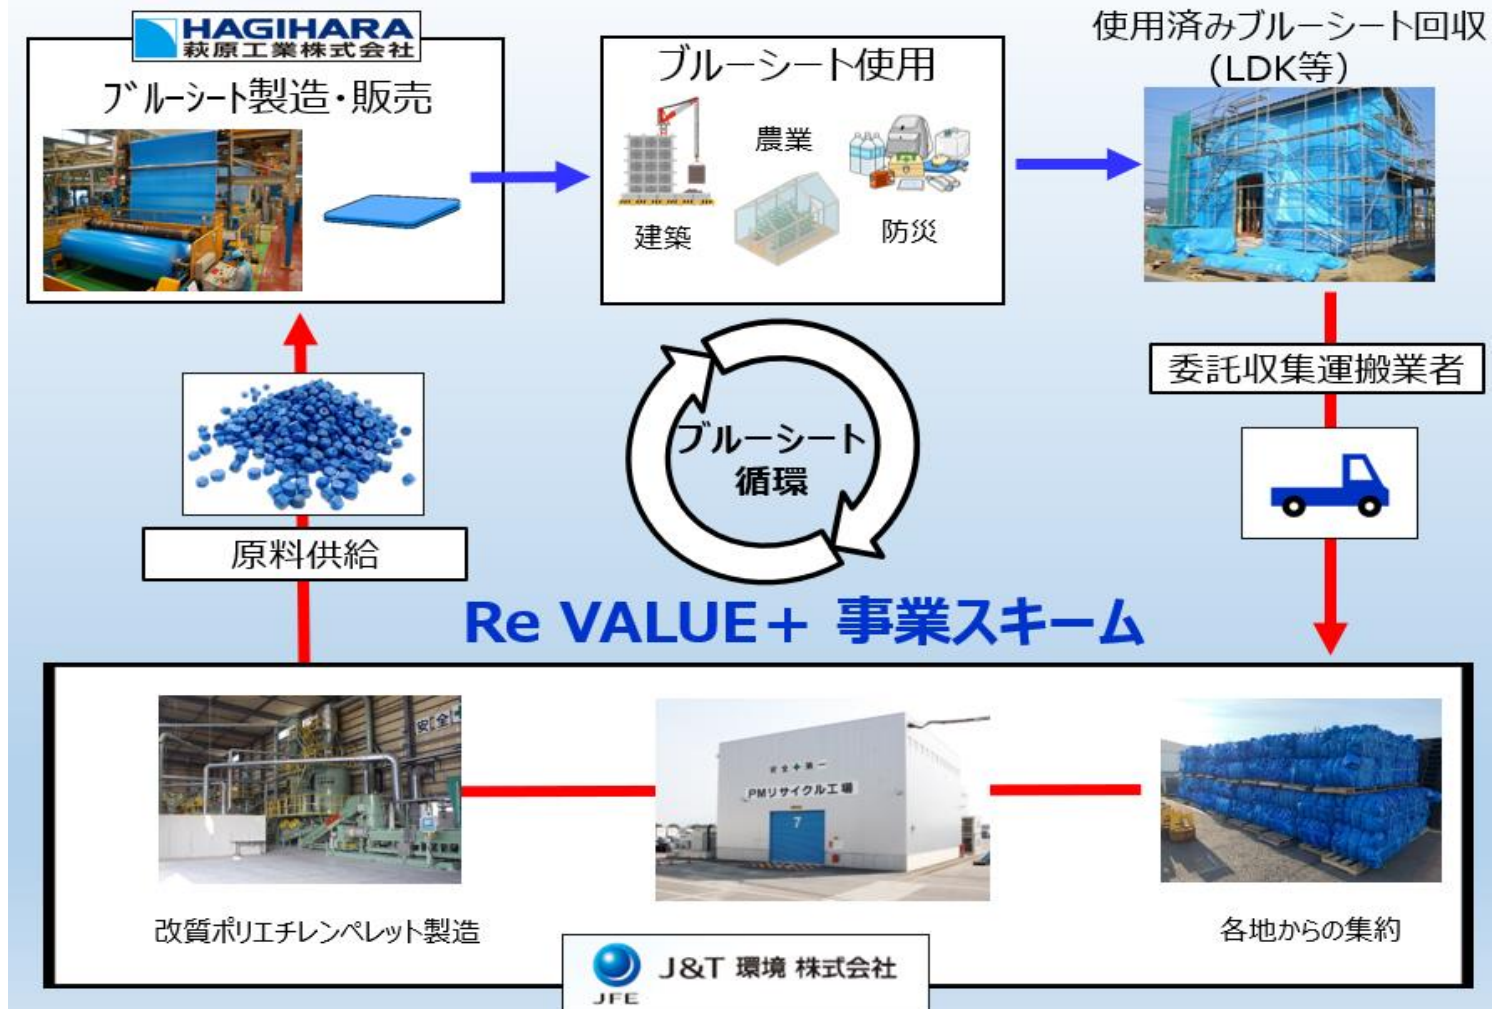 HAGIHARA
萩原工業株式会社
ブルーシート製造・販売
ブルーシート使用
建築
農業
防災
使用済みブルーシート回収
(LDK等)
委託収集運搬業者
ブルーシート
循環
原料供給
Re VALUE＋ 事業スキーム
安全
改質ポリエチレンペレット製造
安全＋第一
PMリサイクル工場
7
各地からの集約
J&T 環境 株式会社
JFE